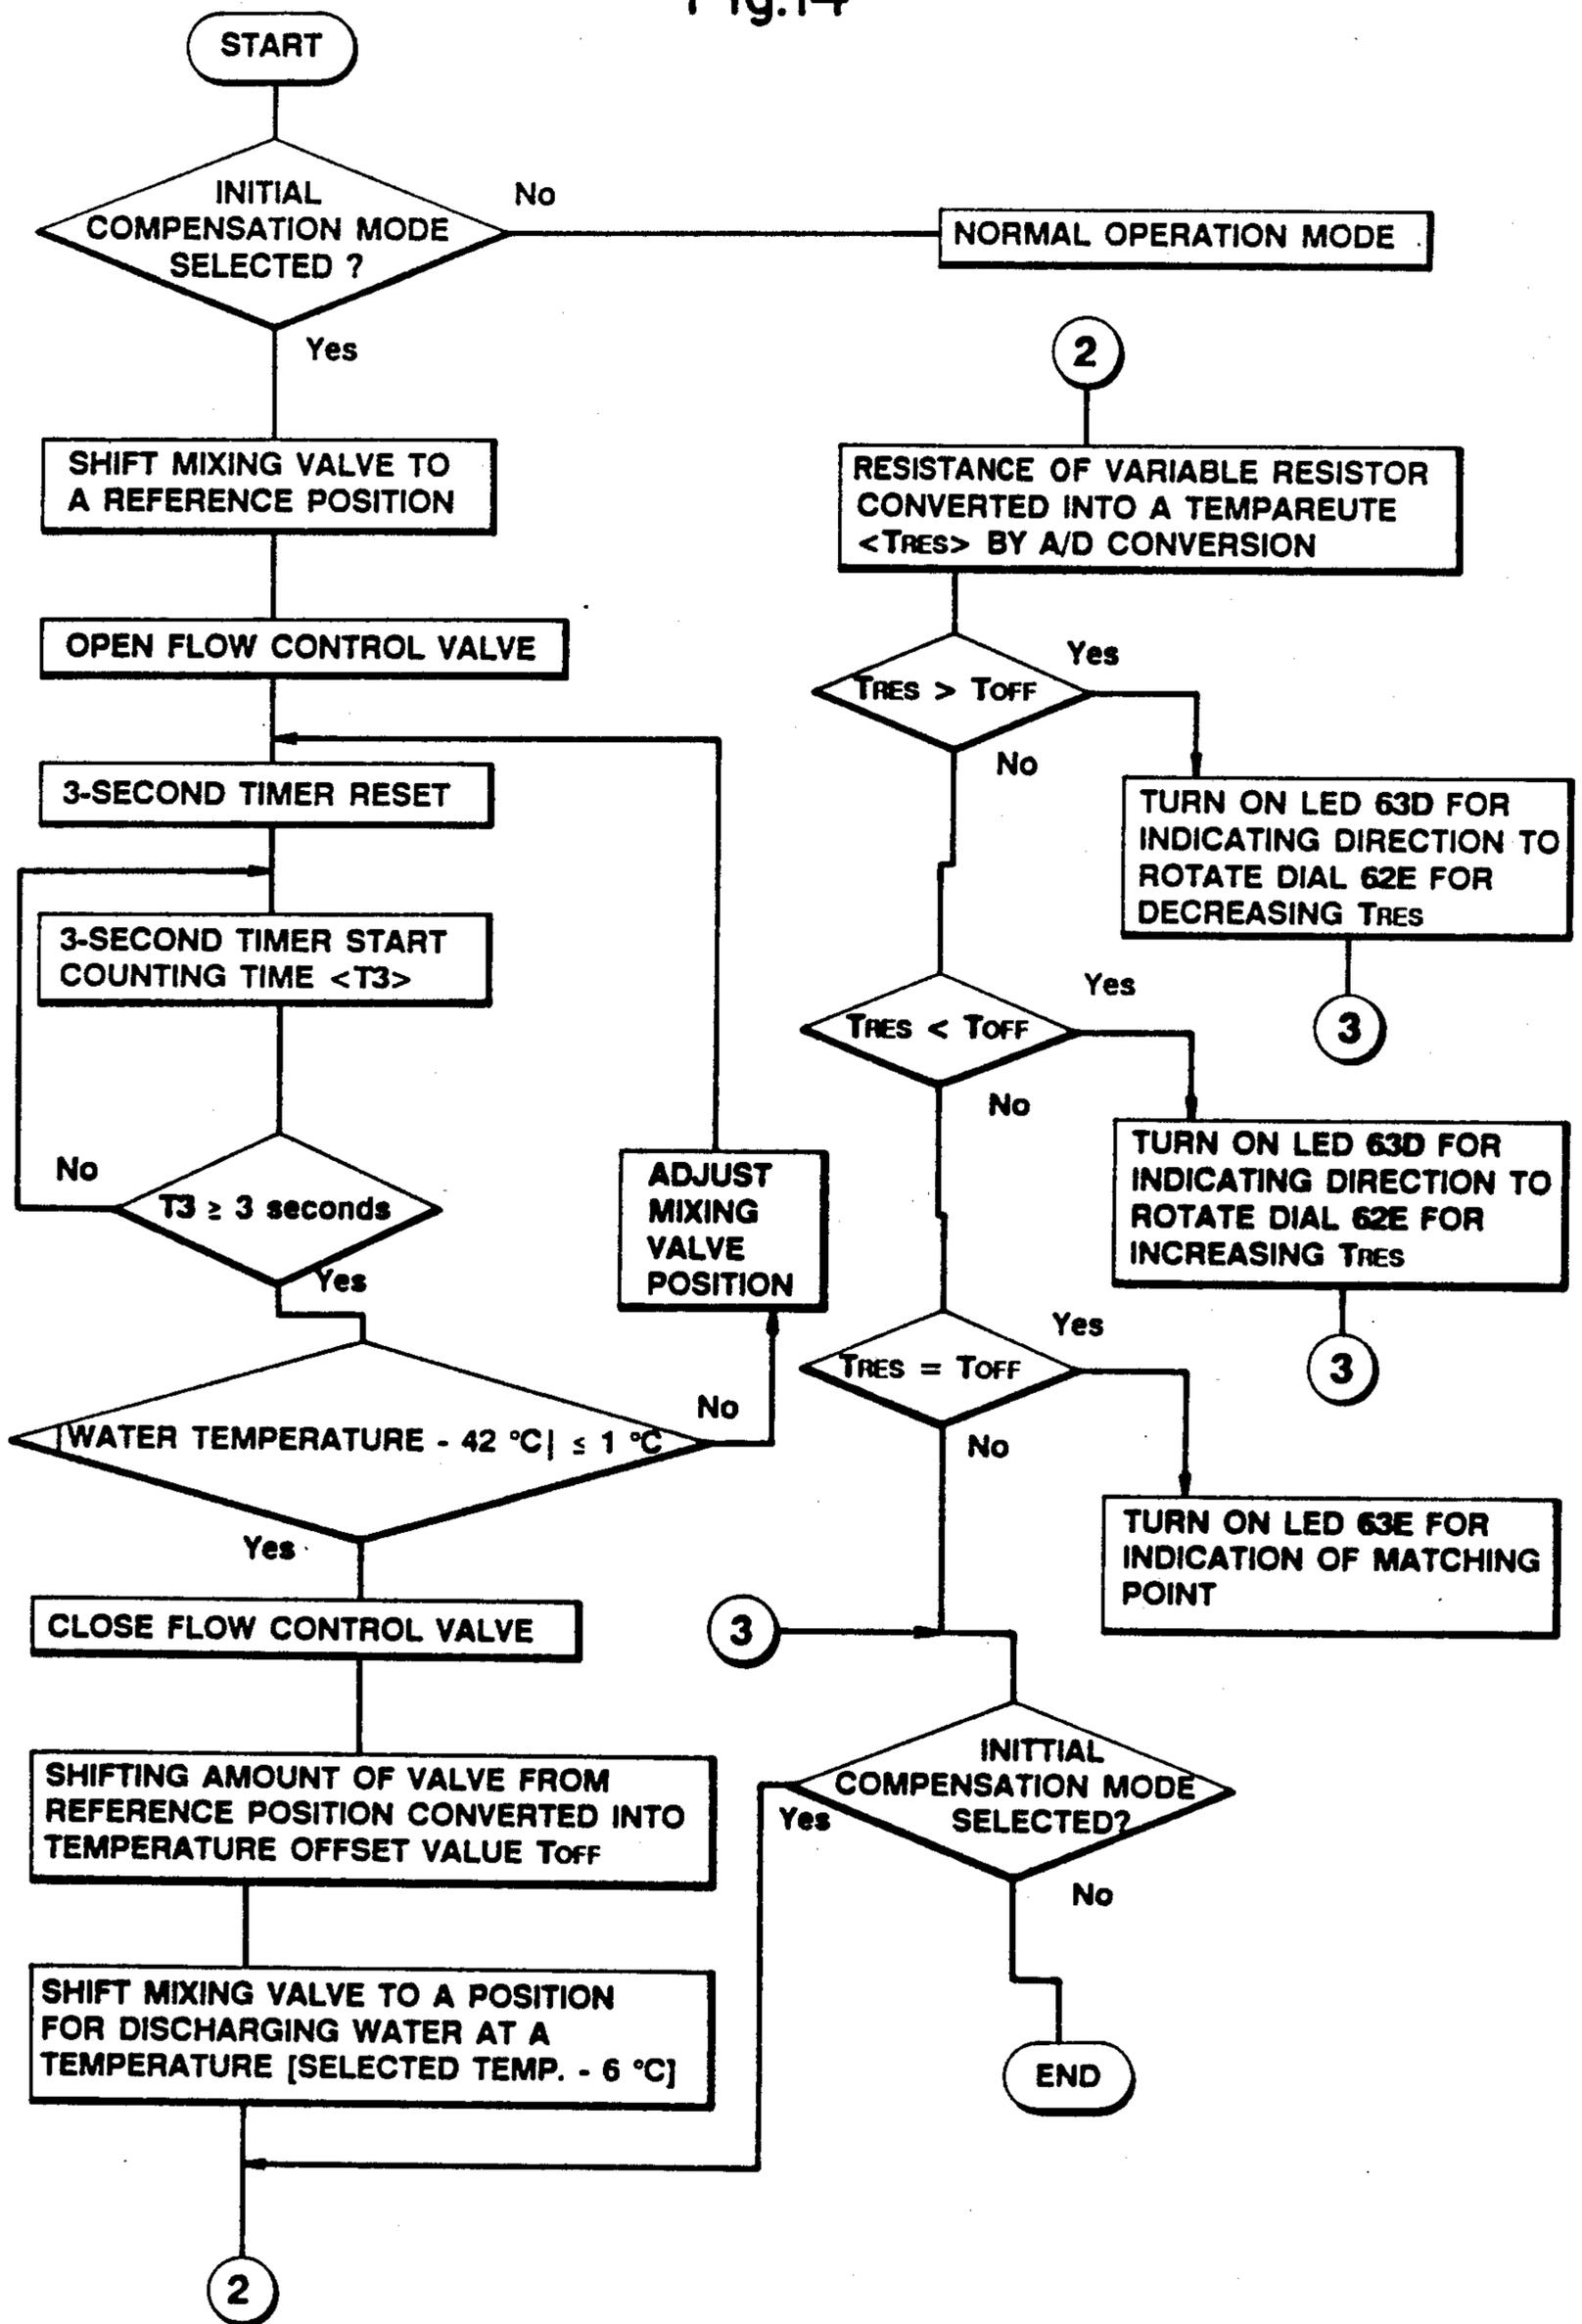 Fig.14
START
INITIAL
COMPENSATION MODE
SELECTED ?
No
NORMAL OPERATION MODE
Yes
SHIFT MIXING VALVE TO
A REFERENCE POSITION
OPEN FLOW CONTROL VALVE
3-SECOND TIMER RESET
3-SECOND TIMER START
COUNTING TIME <T3>
No
T3 ≥ 3 seconds
Yes
ADJUST
MIXING
VALVE
POSITION
No
|WATER TEMPERATURE - 42 °C| ≤ 1 °C
Yes
CLOSE FLOW CONTROL VALVE
SHIFTING AMOUNT OF VALVE FROM
REFERENCE POSITION CONVERTED INTO
TEMPERATURE OFFSET VALUE TOFF
SHIFT MIXING VALVE TO A POSITION
FOR DISCHARGING WATER AT A
TEMPERATURE [SELECTED TEMP. - 6 °C]
2
2
RESISTANCE OF VARIABLE RESISTOR
CONVERTED INTO A TEMPAREUTE
<TRES> BY A/D CONVERSION
TRES > TOFF
Yes
No
TURN ON LED 63D FOR
INDICATING DIRECTION TO
ROTATE DIAL 62E FOR
DECREASING TRES
3
TRES < TOFF
Yes
No
TURN ON LED 63D FOR
INDICATING DIRECTION TO
ROTATE DIAL 62E FOR
INCREASING TRES
3
TRES = TOFF
Yes
No
TURN ON LED 63E FOR
INDICATION OF MATCHING
POINT
3
INITTIAL
COMPENSATION MODE
SELECTED?
Yes
No
END